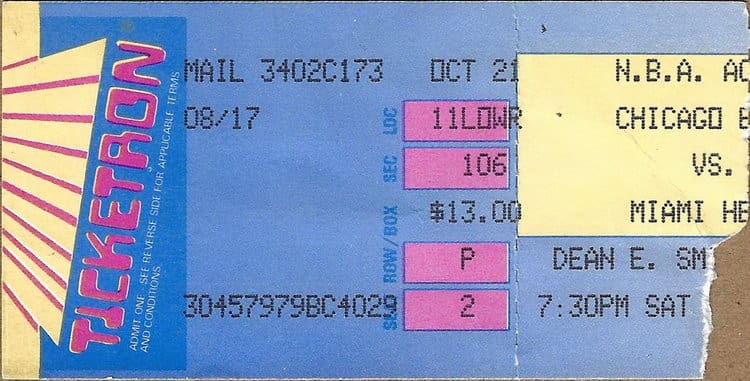 TICKETRON
ADMIT ONE - SEE REVERSE SIDE FOR APPLICABLE TERMS
AND CONDITIONS
MAIL 3402C173 OCT 21 N.B.A. AC
08/17 LOC 11LOWR CHICAGO B
SEC 106 VS.
$13.00 MIAMI HE
ROW/BOX P DEAN E. SM
30457979BC4029 2 7:30PM SAT